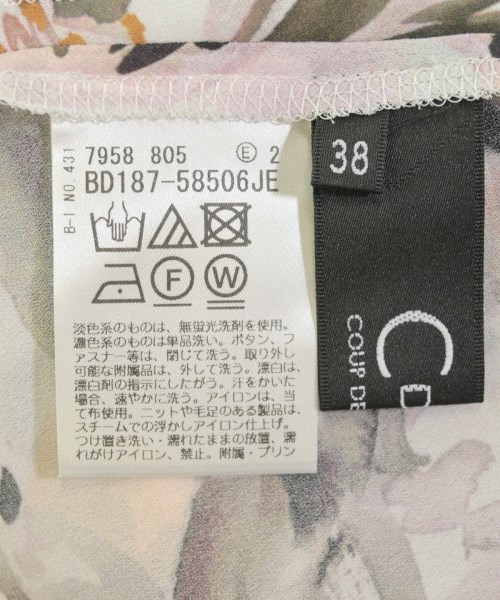 B-I NO. 431
7958 805 Ⓔ 2
BD187-58506JE
F W
淡色系のものは、無蛍光洗剤を使用。
濃色系のものは単品洗い。ボタン、フ
ァスナー等は、閉じて洗う。取り外し
可能な附属品は、外して洗う。漂白は、
漂白剤の指示にしたがう。汗をかいた
場合、速やかに洗う。アイロンは、当
て布使用。ニットや毛足のある製品は、
スチームでの浮かしアイロン仕上げ。
つけ置き洗い・濡れたままの放置、濡
れがけアイロン、禁止。附属・プリン
38
C D
COUP DE